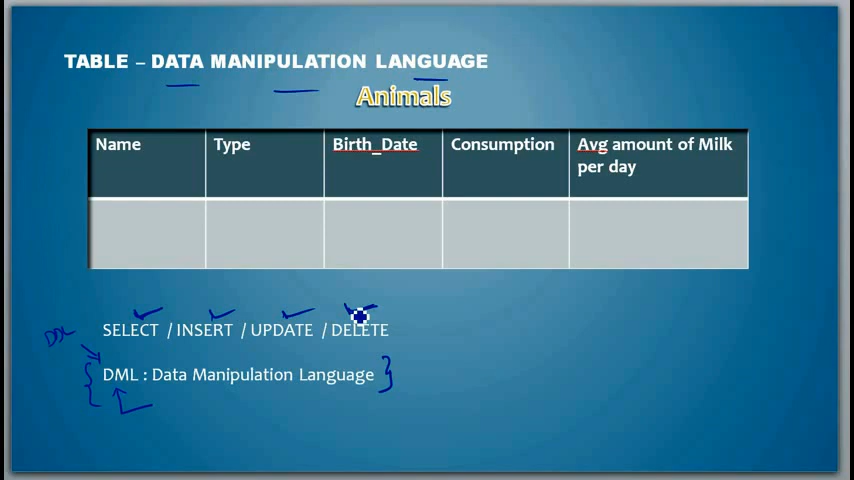 TABLE – DATA MANIPULATION LANGUAGE
Animals
Name Type Birth_Date Consumption Avg amount of Milk
per day
SELECT / INSERT / UPDATE / DELETE
DDL
DML : Data Manipulation Language